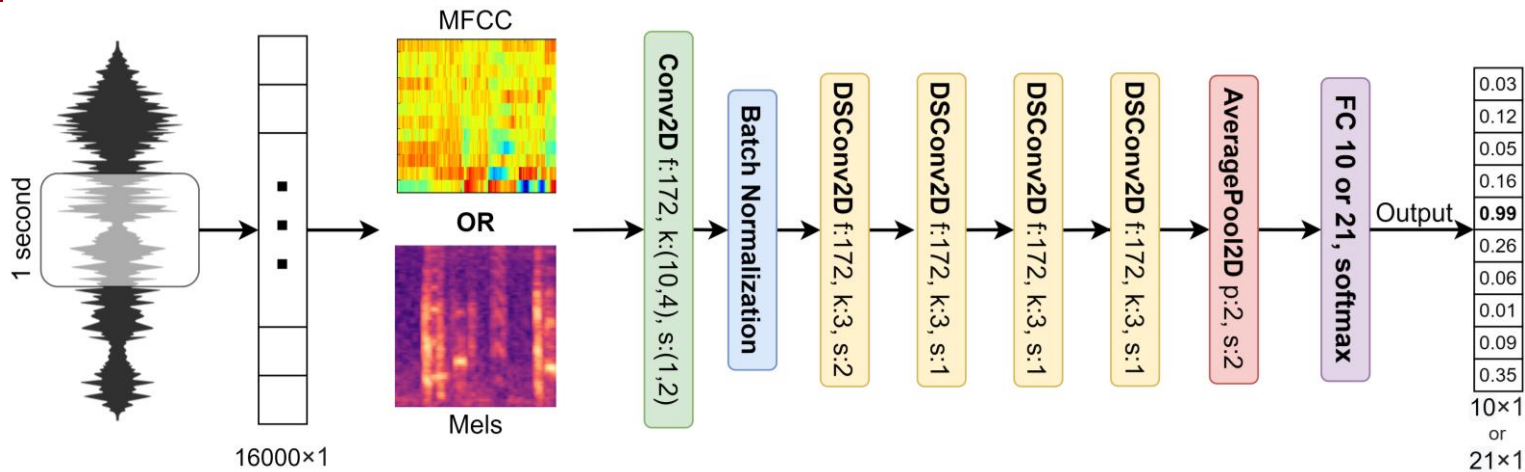 1 second
16000×1
MFCC
OR
Mels
Conv2D f:172, k:(10,4), s:(1,2)
Batch Normalization
DSConv2D f:172, k:3, s:2
DSConv2D f:172, k:3, s:1
DSConv2D f:172, k:3, s:1
DSConv2D f:172, k:3, s:1
AveragePool2D p:2, s:2
FC 10 or 21, softmax
Output
0.03
0.12
0.05
0.16
0.99
0.26
0.06
0.01
0.09
0.35
10×1
or
21×1